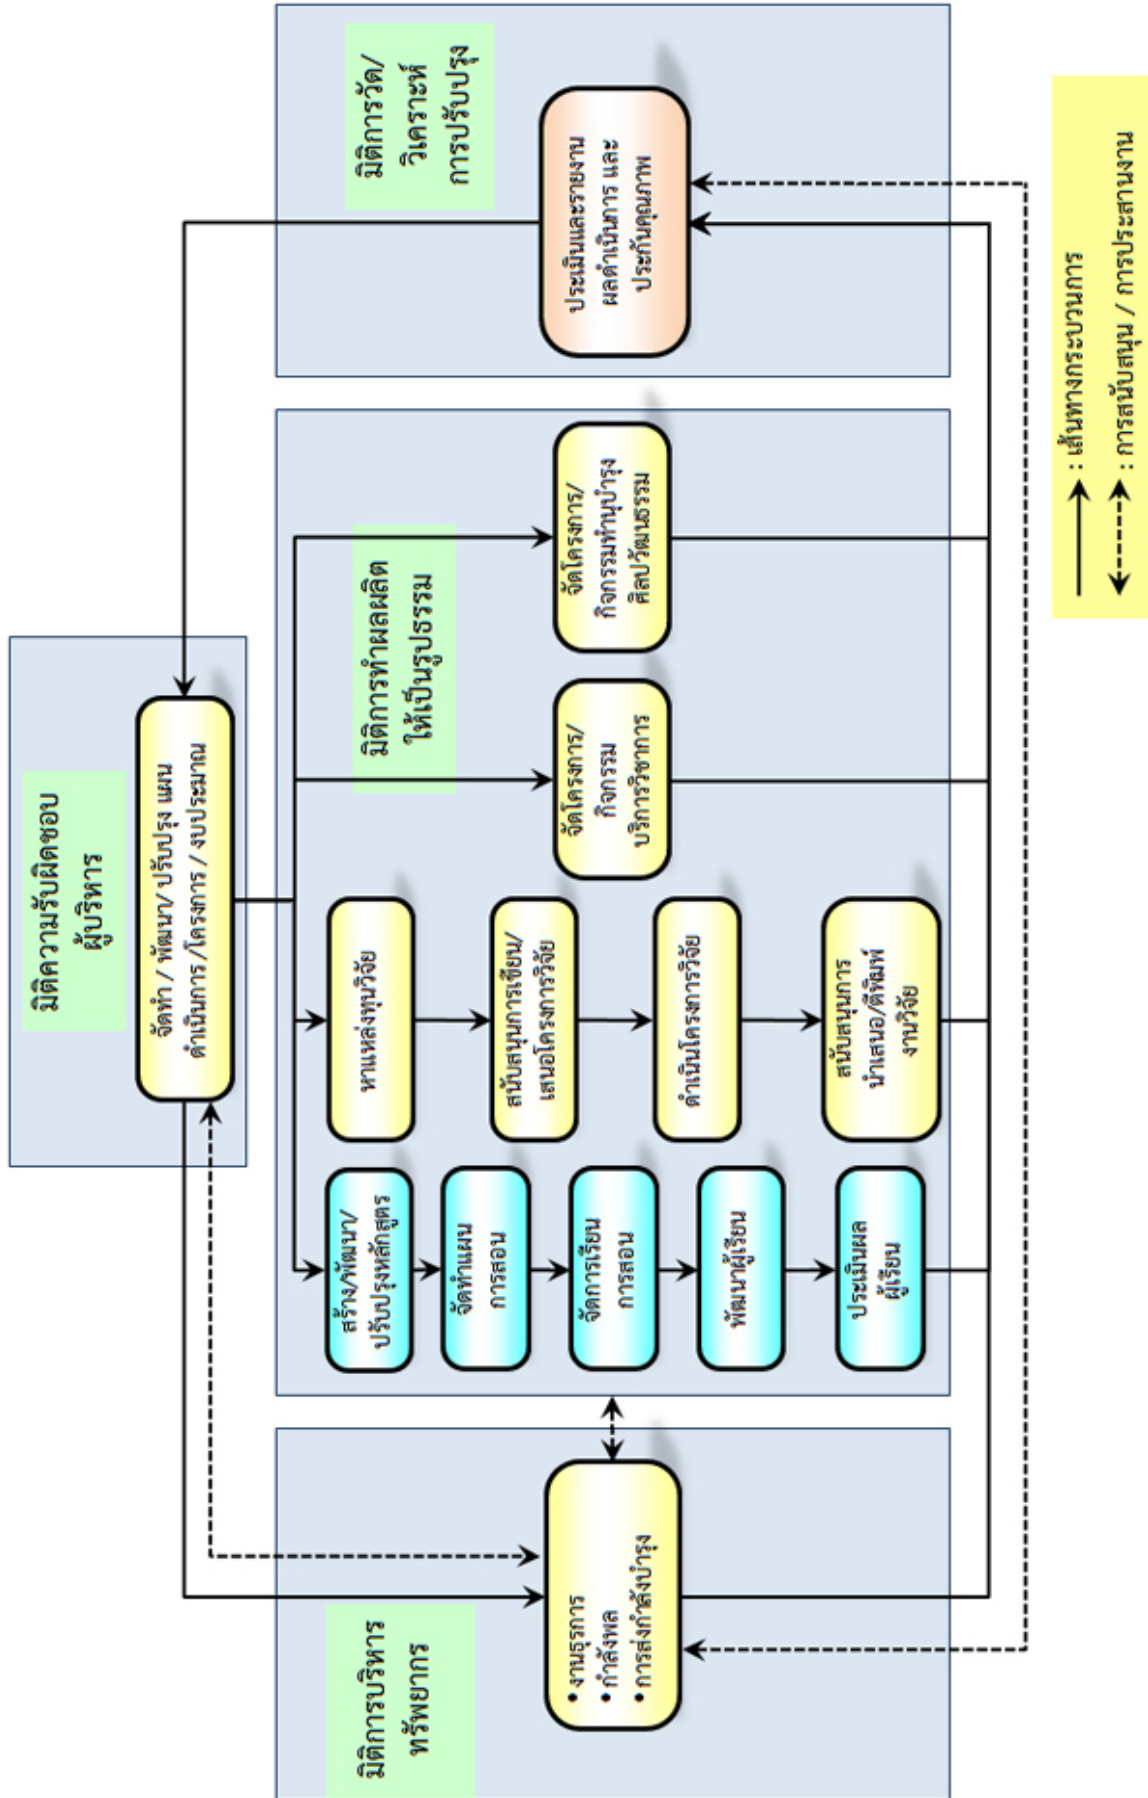 มิติความรับผิดชอบ
ผู้บริหาร
จัดทำ / พัฒนา/ ปรับปรุง แผน
ดำเนินการ /โครงการ / งบประมาณ
มิติการบริหาร
ทรัพยากร
• งานธุรการ
• กำลังพล
• การส่งกำลังบำรุง
มิติการทำผลผลิต
ให้เป็นรูปธรรม
สร้าง/พัฒนา/
ปรับปรุงหลักสูตร
จัดทำแผน
การสอน
จัดการเรียน
การสอน
พัฒนาผู้เรียน
ประเมินผล
ผู้เรียน
หาแหล่งทุนวิจัย
สนับสนุนการเขียน/
เสนอโครงการวิจัย
ดำเนินโครงการวิจัย
สนับสนุนการ
นำเสนอ/ตีพิมพ์
งานวิจัย
จัดโครงการ/
กิจกรรม
บริการวิชาการ
จัดโครงการ/
กิจกรรมทำนุบำรุง
ศิลปวัฒนธรรม
มิติการวัด/
วิเคราะห์
การปรับปรุง
ประเมินและรายงาน
ผลดำเนินการ และ
ประกันคุณภาพ
: เส้นทางกระบวนการ
: การสนับสนุน / การประสานงาน